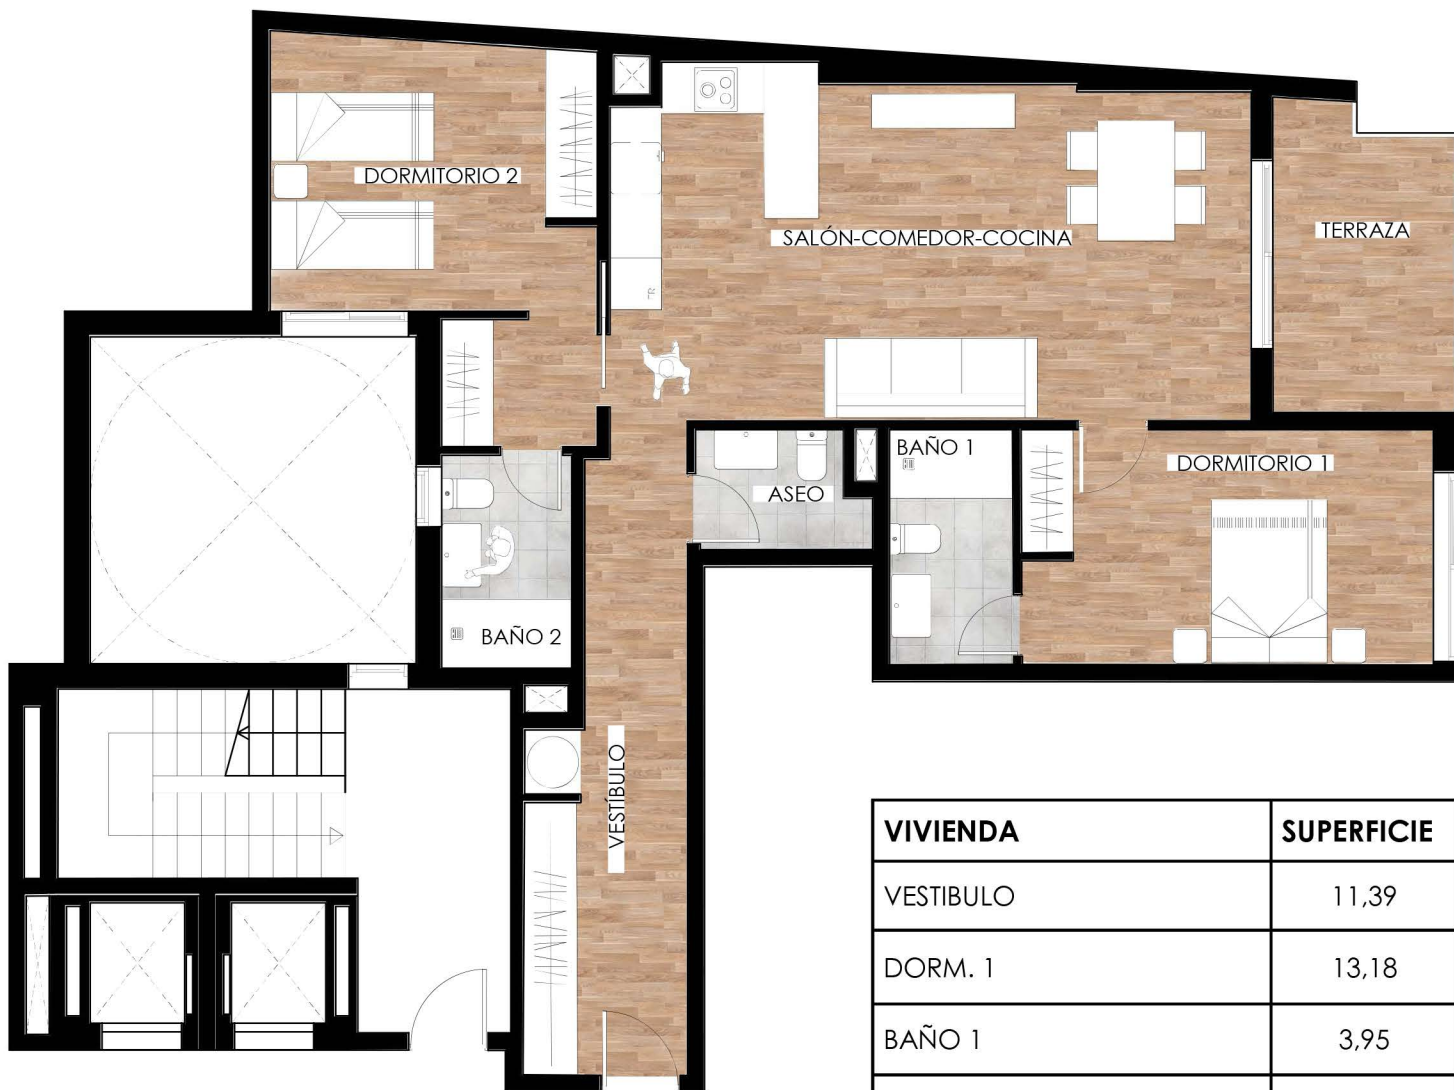 DORMITORIO 2
SALÓN-COMEDOR-COCINA
TERRAZA
BAÑO 1
DORMITORIO 1
ASEO
BAÑO 2
VESTÍBULO
VIVIENDA SUPERFICIE
VESTIBULO 11,39
DORM. 1 13,18
BAÑO 1 3,95